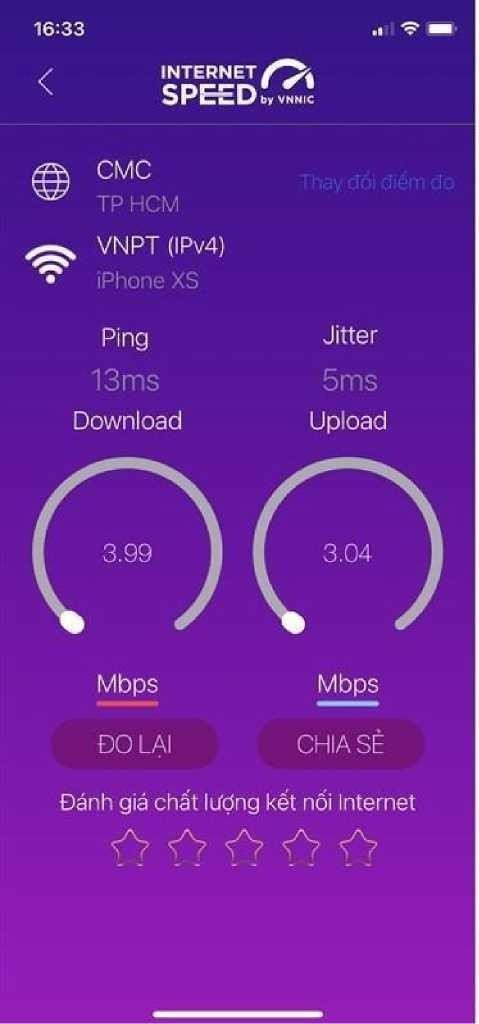 16:33
INTERNET
SPEED by VNNIC
CMC
Thay đổi điểm đo
TP HCM
VNPT (IPv4)
iPhone XS
Ping
Jitter
13ms
5ms
Download
Upload
3.99
3.04
Mbps
Mbps
ĐO LẠI
CHIA SẺ
Đánh giá chất lượng kết nối Internet